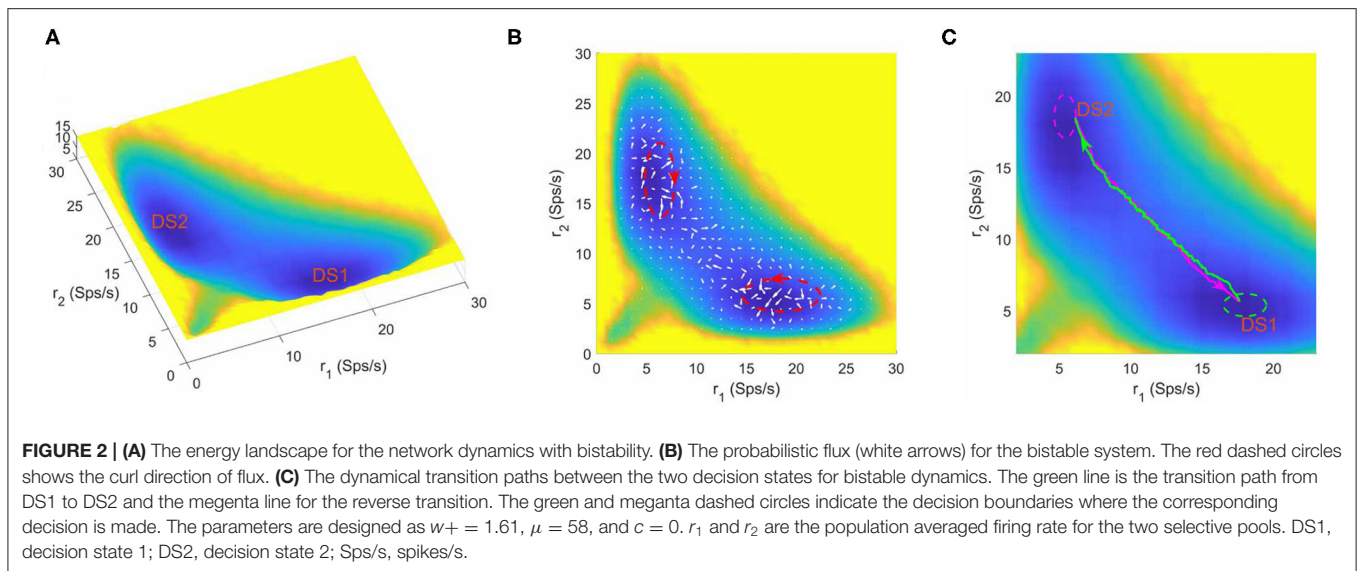 A
15
10
5
30
25
20
15
10
5
0
r2 (Sps/s)
DS2
DS1
0
10
20
30
r1 (Sps/s)
B
30
25
20
15
10
5
0
r2 (Sps/s)
0 5 10 15 20 25 30
r1 (Sps/s)
C
20
15
10
5
r2 (Sps/s)
DS2
DS1
5 10 15 20
r1 (Sps/s)
FIGURE 2 | (A) The energy landscape for the network dynamics with bistability. (B) The probabilistic flux (white arrows) for the bistable system. The red dashed circles
shows the curl direction of flux. (C) The dynamical transition paths between the two decision states for bistable dynamics. The green line is the transition path from
DS1 to DS2 and the megenta line for the reverse transition. The green and meganta dashed circles indicate the decision boundaries where the corresponding
decision is made. The parameters are designed as w+ = 1.61, μ = 58, and c = 0. r1 and r2 are the population averaged firing rate for the two selective pools. DS1,
decision state 1; DS2, decision state 2; Sps/s, spikes/s.